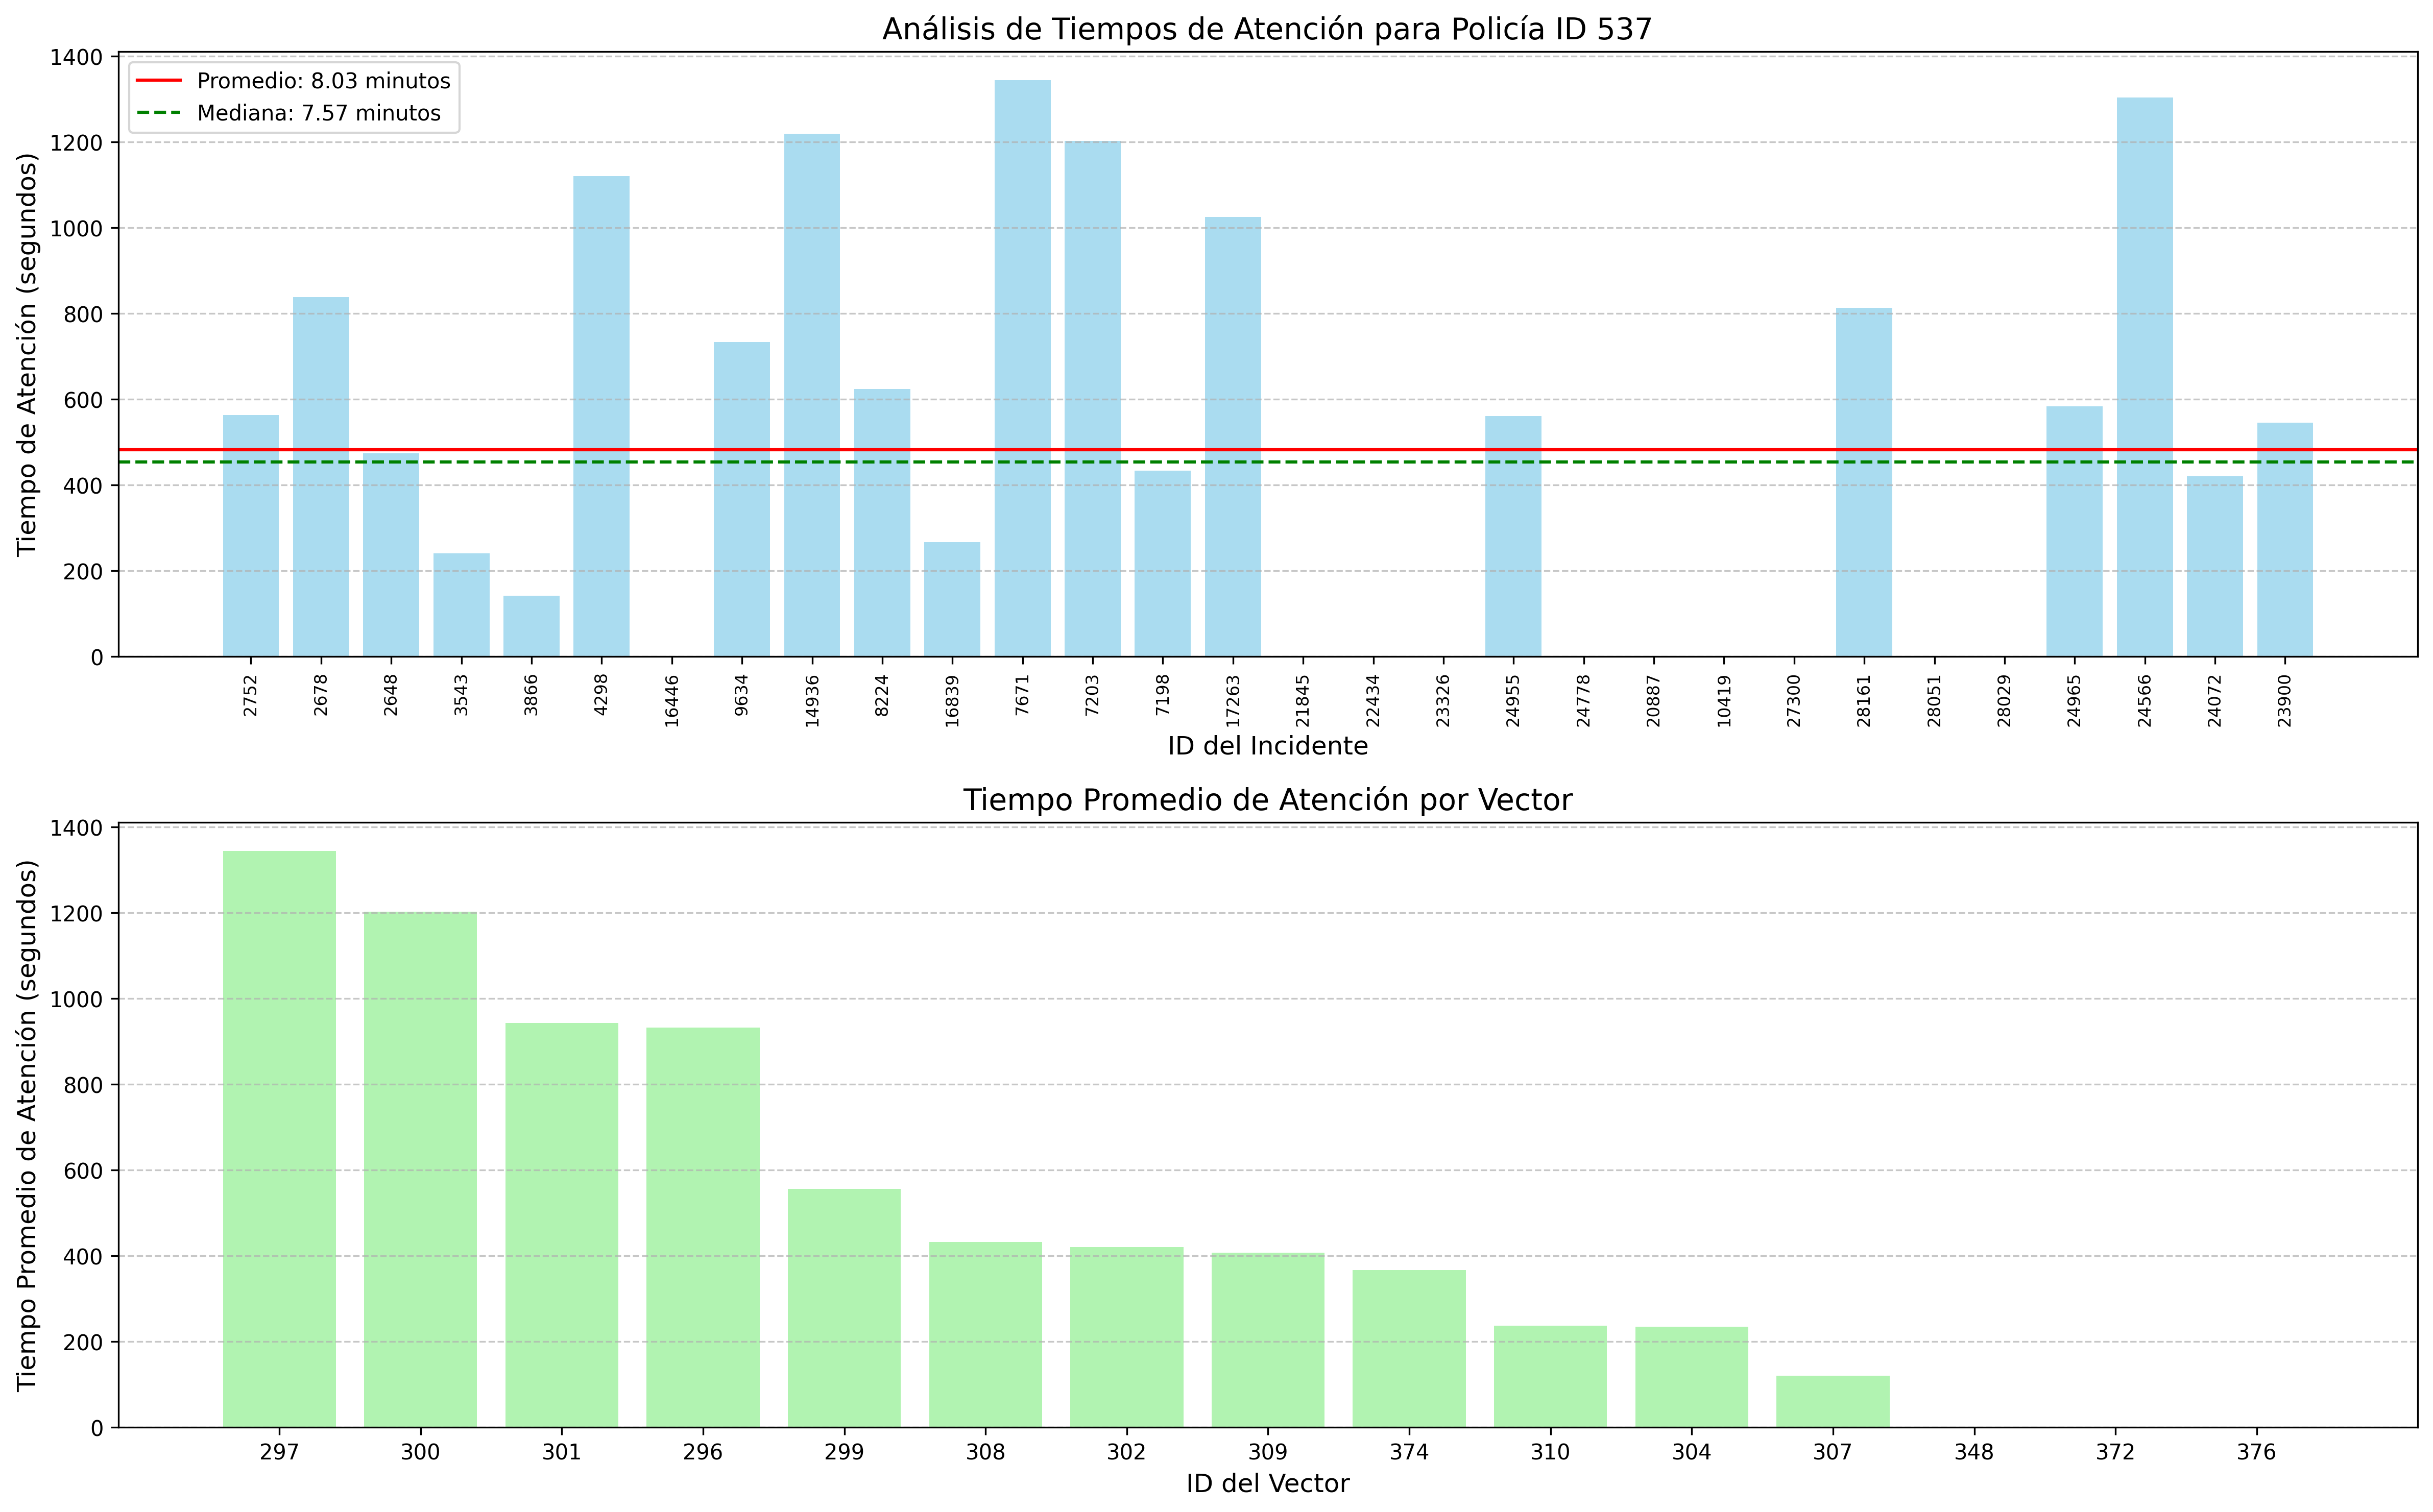 Análisis de Tiempos de Atención para Policía ID 537
Promedio: 8.03 minutos
Mediana: 7.57 minutos
Tiempo de Atención (segundos)
1400
1200
1000
800
600
400
200
0
2752 2678 2648 3543 3866 4298 16446 9634 14936 8224 16839 7671 7203 7198 17263 21845 22434 23326 24955 24778 20887 10419 27300 28161 28051 28029 24965 24566 24072 23900
ID del Incidente
Tiempo Promedio de Atención por Vector
Tiempo Promedio de Atención (segundos)
1400
1200
1000
800
600
400
200
0
297 300 301 296 299 308 302 309 374 310 304 307 348 372 376
ID del Vector